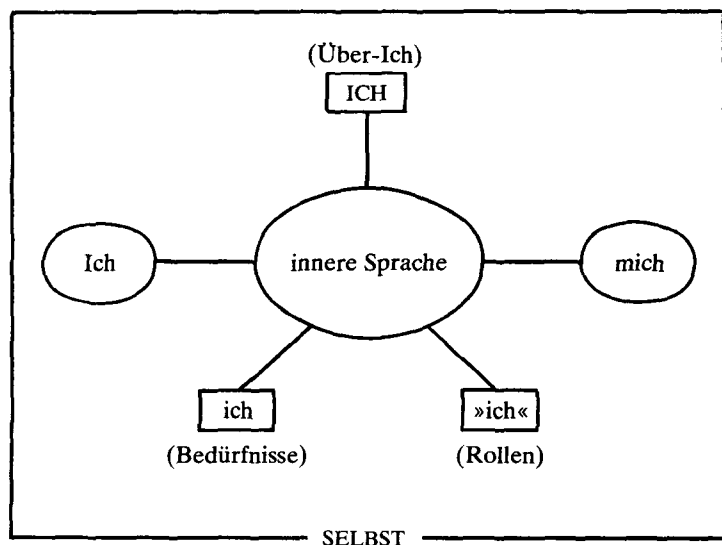 (Über-Ich)
ICH
Ich
innere Sprache
mich
ich
»ich«
(Bedürfnisse)
(Rollen)
SELBST